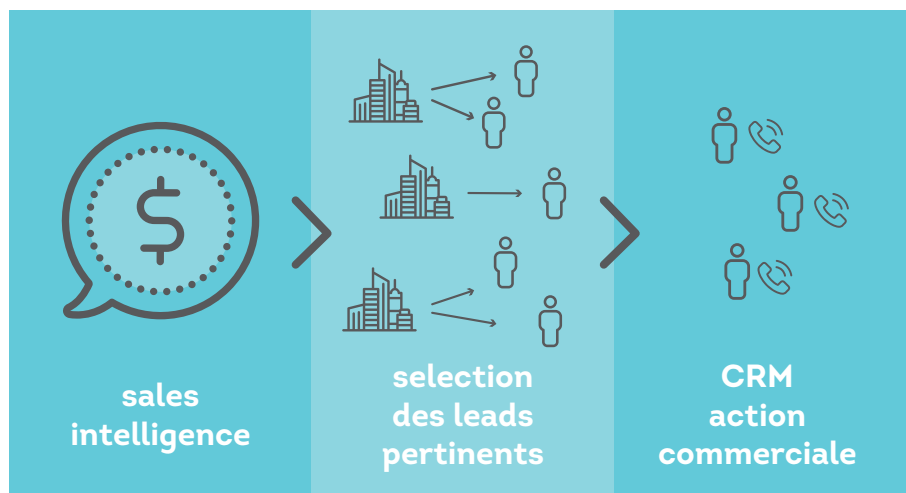 $
sales
intelligence
selection
des leads
pertinents
CRM
action
commerciale